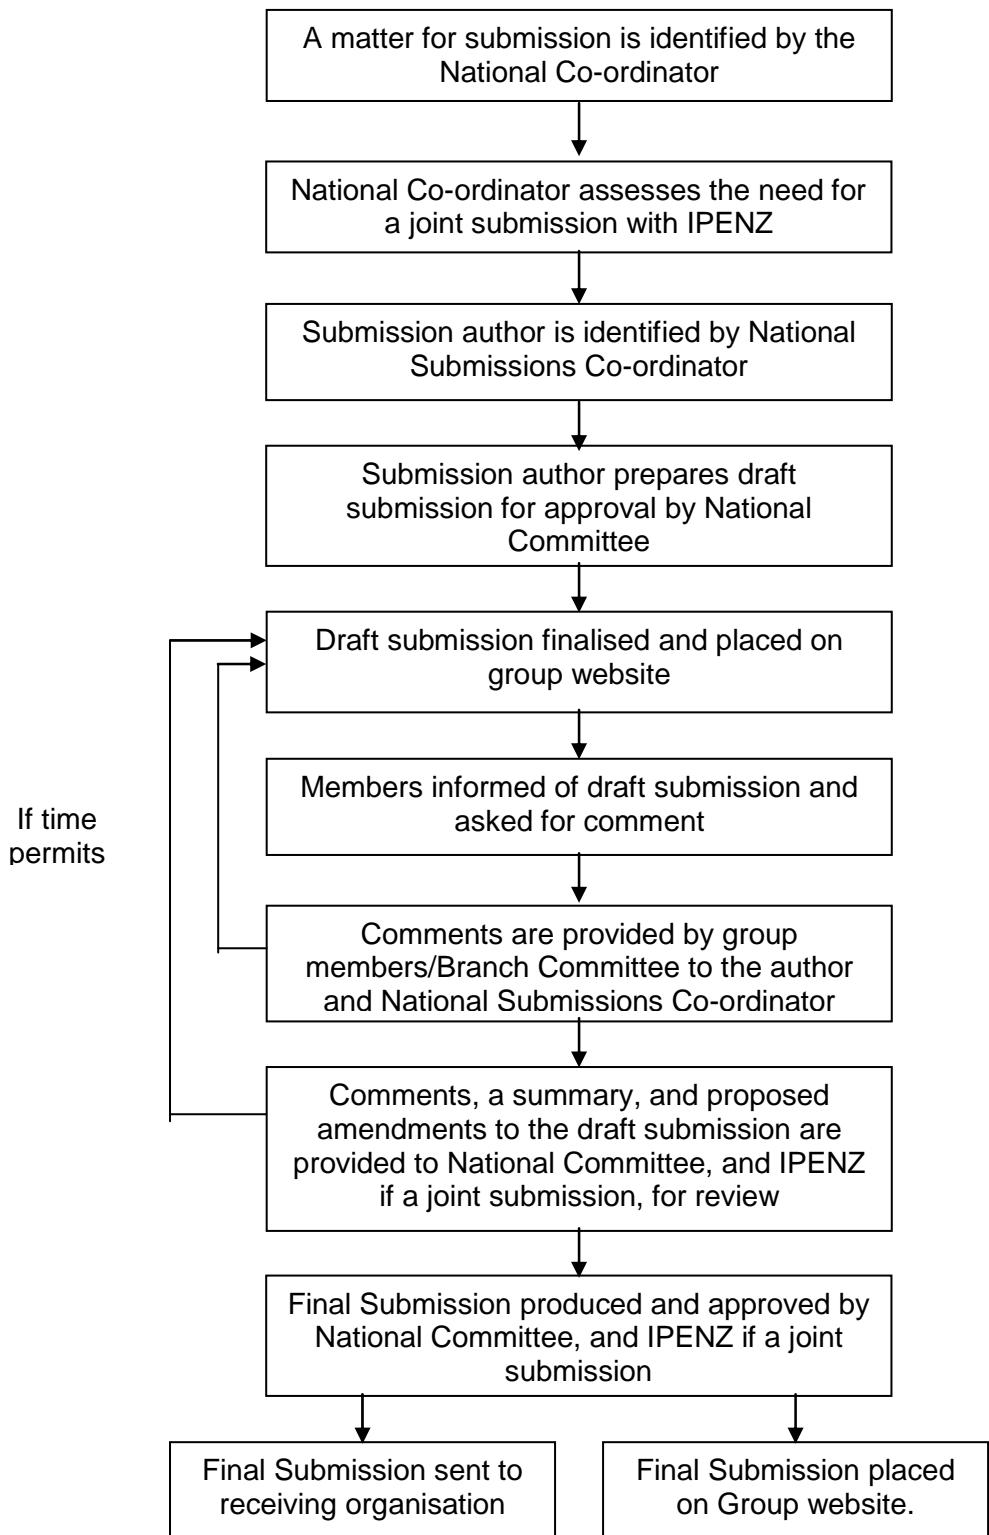 A matter for submission is identified by the
National Co-ordinator
National Co-ordinator assesses the need for
a joint submission with IPENZ
Submission author is identified by National
Submissions Co-ordinator
Submission author prepares draft
submission for approval by National
Committee
Draft submission finalised and placed on
group website
Members informed of draft submission and
asked for comment
If time
permits
Comments are provided by group
members/Branch Committee to the author
and National Submissions Co-ordinator
Comments, a summary, and proposed
amendments to the draft submission are
provided to National Committee, and IPENZ
if a joint submission, for review
Final Submission produced and approved by
National Committee, and IPENZ if a joint
submission
Final Submission sent to
receiving organisation
Final Submission placed
on Group website.